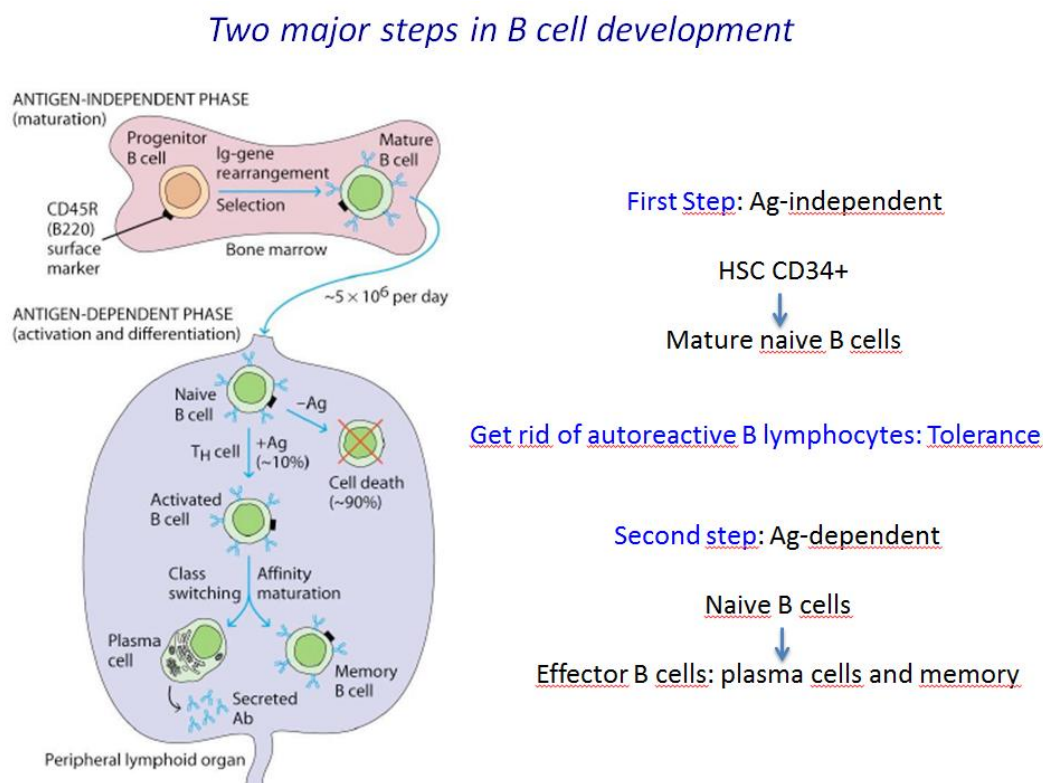 Two major steps in B cell development
ANTIGEN-INDEPENDENT PHASE
(maturation)
Progenitor
B cell
Ig-gene
rearrangement
Selection
Mature
B cell
CD45R
(B220)
surface
marker
Bone marrow
~5 × 10⁶ per day
ANTIGEN-DEPENDENT PHASE
(activation and differentiation)
Naive
B cell
–Ag
TH cell
+Ag
(~10%)
Cell death
(~90%)
Activated
B cell
Class
switching
Affinity
maturation
Plasma
cell
Memory
B cell
Secreted
Ab
Peripheral lymphoid organ
First Step: Ag-independent
HSC CD34+
Mature naive B cells
Get rid of autoreactive B lymphocytes: Tolerance
Second step: Ag-dependent
Naive B cells
Effector B cells: plasma cells and memory